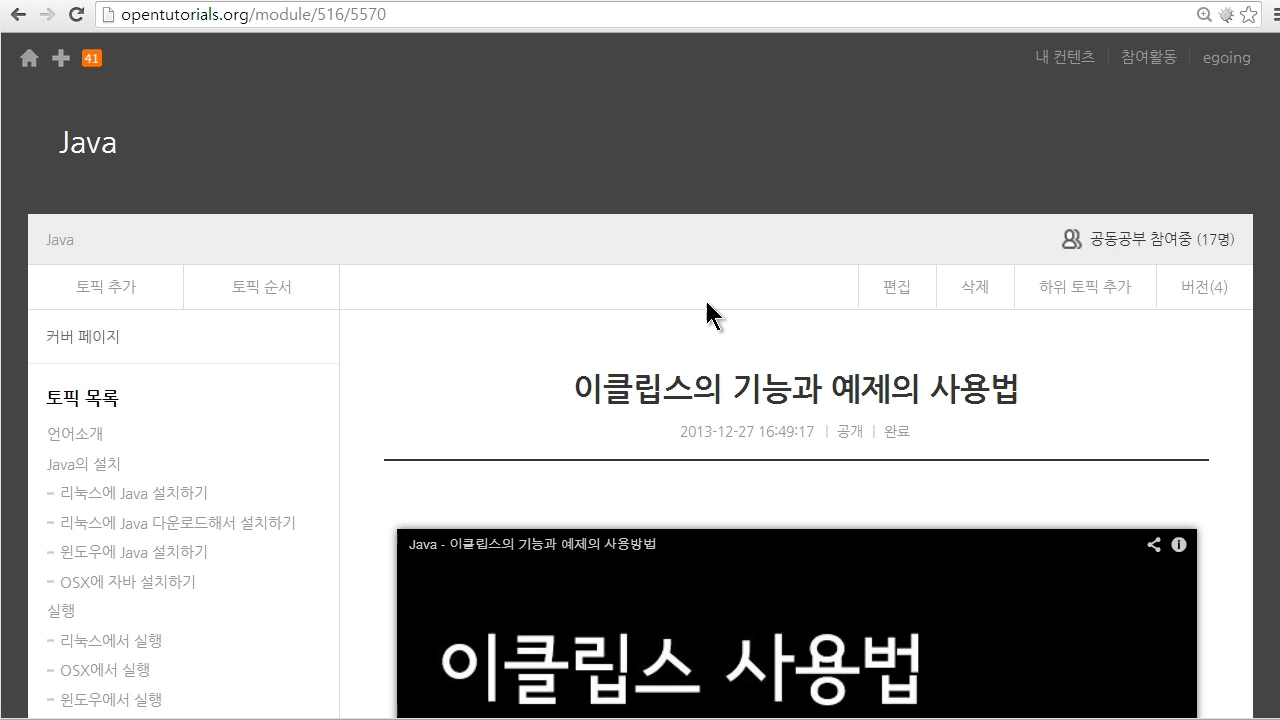 opentutorials.org/module/516/5570
41
내 컨텐츠 참여활동 egoing
Java
Java
공동공부 참여중 (17명)
토픽 추가 토픽 순서 편집 삭제 하위 토픽 추가 버전(4)
커버 페이지
토픽 목록
언어소개
Java의 설치
– 리눅스에 Java 설치하기
– 리눅스에 Java 다운로드해서 설치하기
– 윈도우에 Java 설치하기
– OSX에 자바 설치하기
실행
– 리눅스에서 실행
– OSX에서 실행
– 윈도우에서 실행
이클립스의 기능과 예제의 사용법
2013-12-27 16:49:17 | 공개 | 완료
Java - 이클립스의 기능과 예제의 사용방법
이클립스 사용법